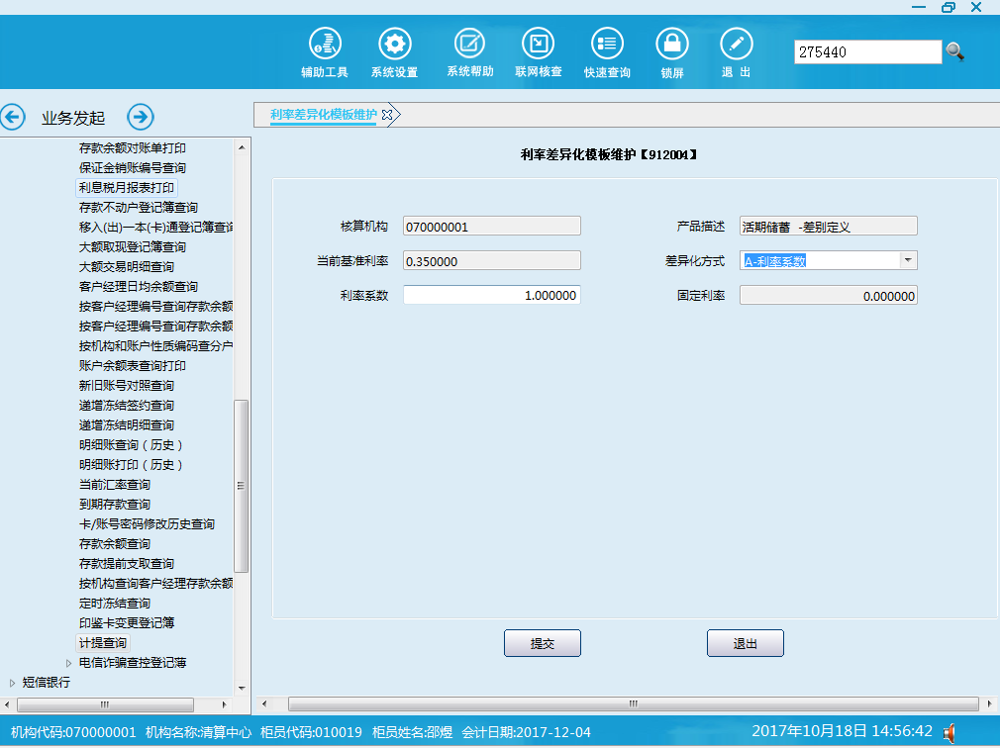 辅助工具 系统设置 系统帮助 联网核查 快速查询 锁屏 退 出
275440
业务发起
利率差异化模板维护
利率差异化模板维护【912004】
存款余额对账单打印
保证金销账编号查询
利息税月报表打印
存款不动户登记簿查询
移入(出)一本(卡)通登记簿查询
大额取现登记簿查询
大额交易明细查询
客户经理日均余额查询
按客户经理编号查询存款余额
按客户经理编号查询存款余额
按机构和账户性质编码查分户
账户余额表查询打印
新旧账号对照查询
递增冻结签约查询
递增冻结明细查询
明细账查询（历史）
明细账打印（历史）
当前汇率查询
到期存款查询
卡/账号密码修改历史查询
存款余额查询
存款提前支取查询
按机构查询客户经理存款余额
定时冻结查询
印鉴卡变更登记簿
计提查询
电信诈骗查控登记薄
短信银行
核算机构 070000001 产品描述 活期储蓄 -差别定义
当前基准利率 0.350000 差异化方式 A-利率系数
利率系数 1.000000 固定利率 0.000000
提交 退出
机构代码:070000001 机构名称:清算中心 柜员代码:010019 柜员姓名:邵煜 会计日期:2017-12-04 2017年10月18日 14:56:42